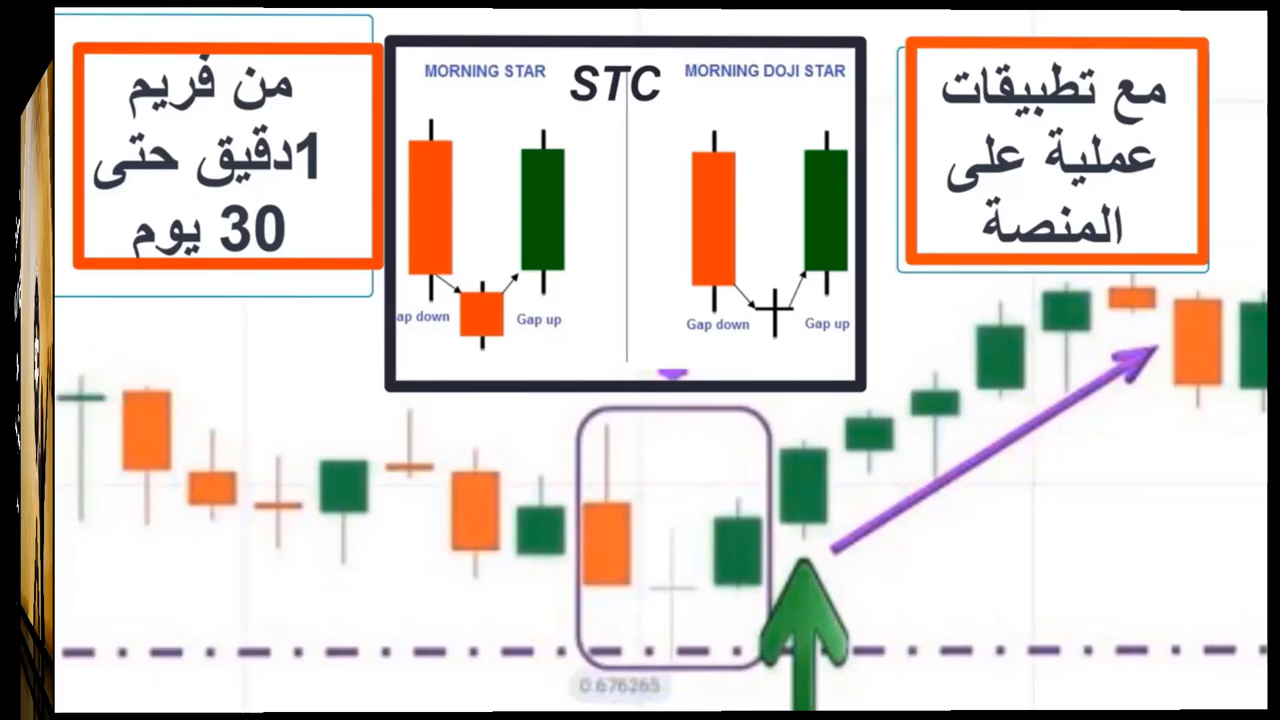 من فريم
1دقيق حتى
30 يوم
MORNING STAR
STC
MORNING DOJI STAR
ap down
Gap up
Gap down
Gap up
مع تطبيقات
عملية على
المنصة
0.676265